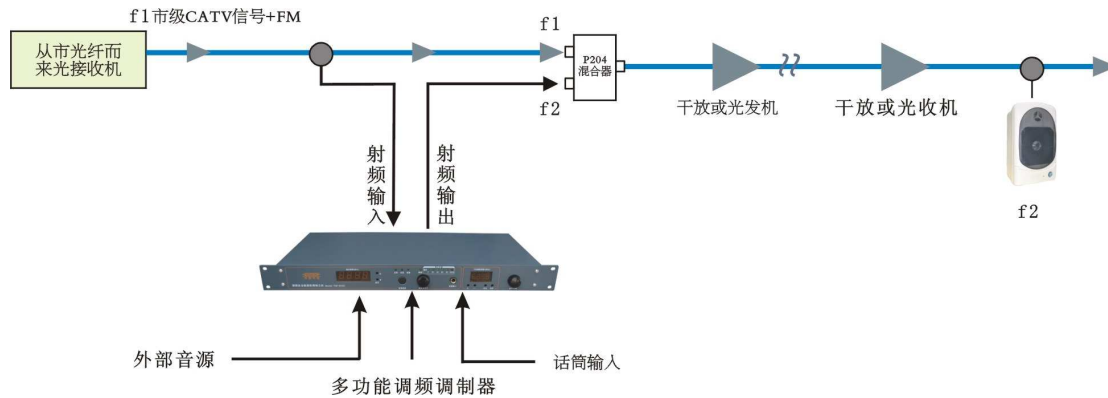 f1市级CATV信号+FM
从市光纤而
来光接收机
f1
P204
混合器
f2
干放或光发机
干放或光收机
f2
射频输入
射频输出
外部音源
话筒输入
多功能调频调制器